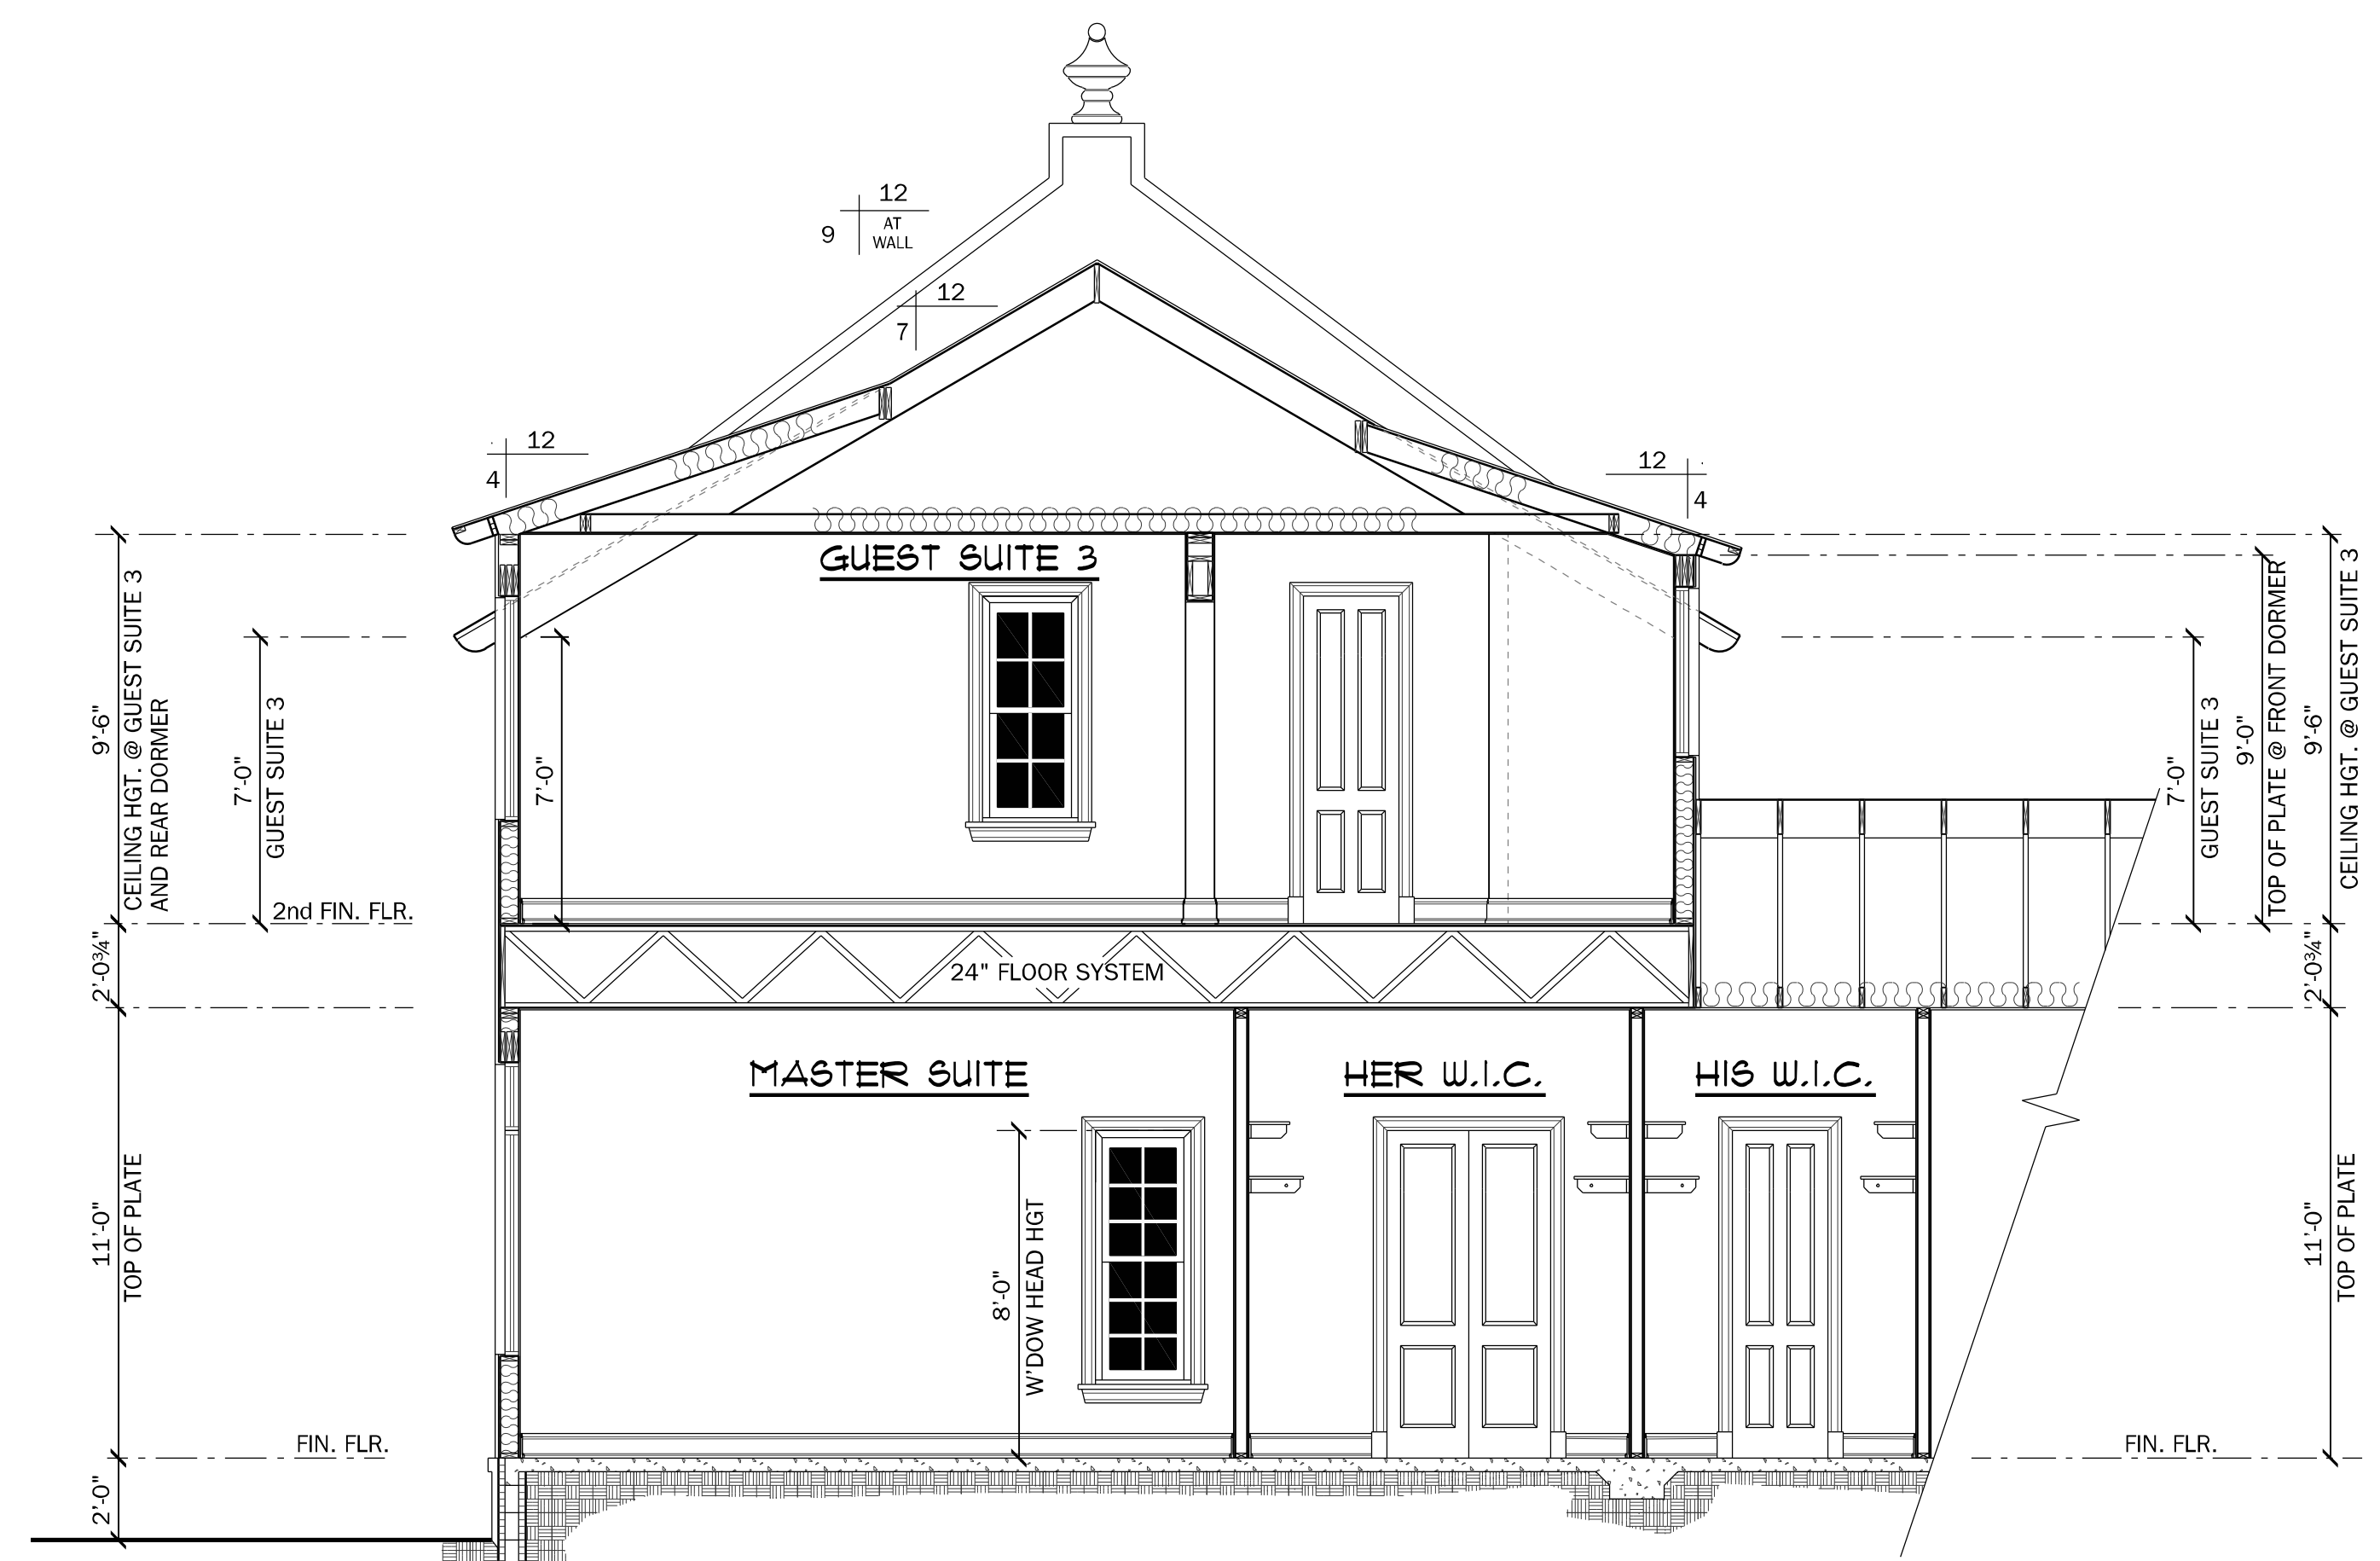 12
AT
WALL
9
12
7
12
4
12
4
GUEST SUITE 3
9'-6"
CEILING HGT. @ GUEST SUITE 3
AND REAR DORMER
7'-0"
GUEST SUITE 3
7'-0"
7'-0"
GUEST SUITE 3
9'-0"
TOP OF PLATE @ FRONT DORMER
9'-6"
CEILING HGT. @ GUEST SUITE 3
2nd FIN. FLR.
2'-0¾"
24" FLOOR SYSTEM
2'-0¾"
MASTER SUITE
HER W.I.C.
HIS W.I.C.
11'-0"
TOP OF PLATE
8'-0"
W'DOW HEAD HGT
11'-0"
TOP OF PLATE
FIN. FLR.
FIN. FLR.
2'-0"